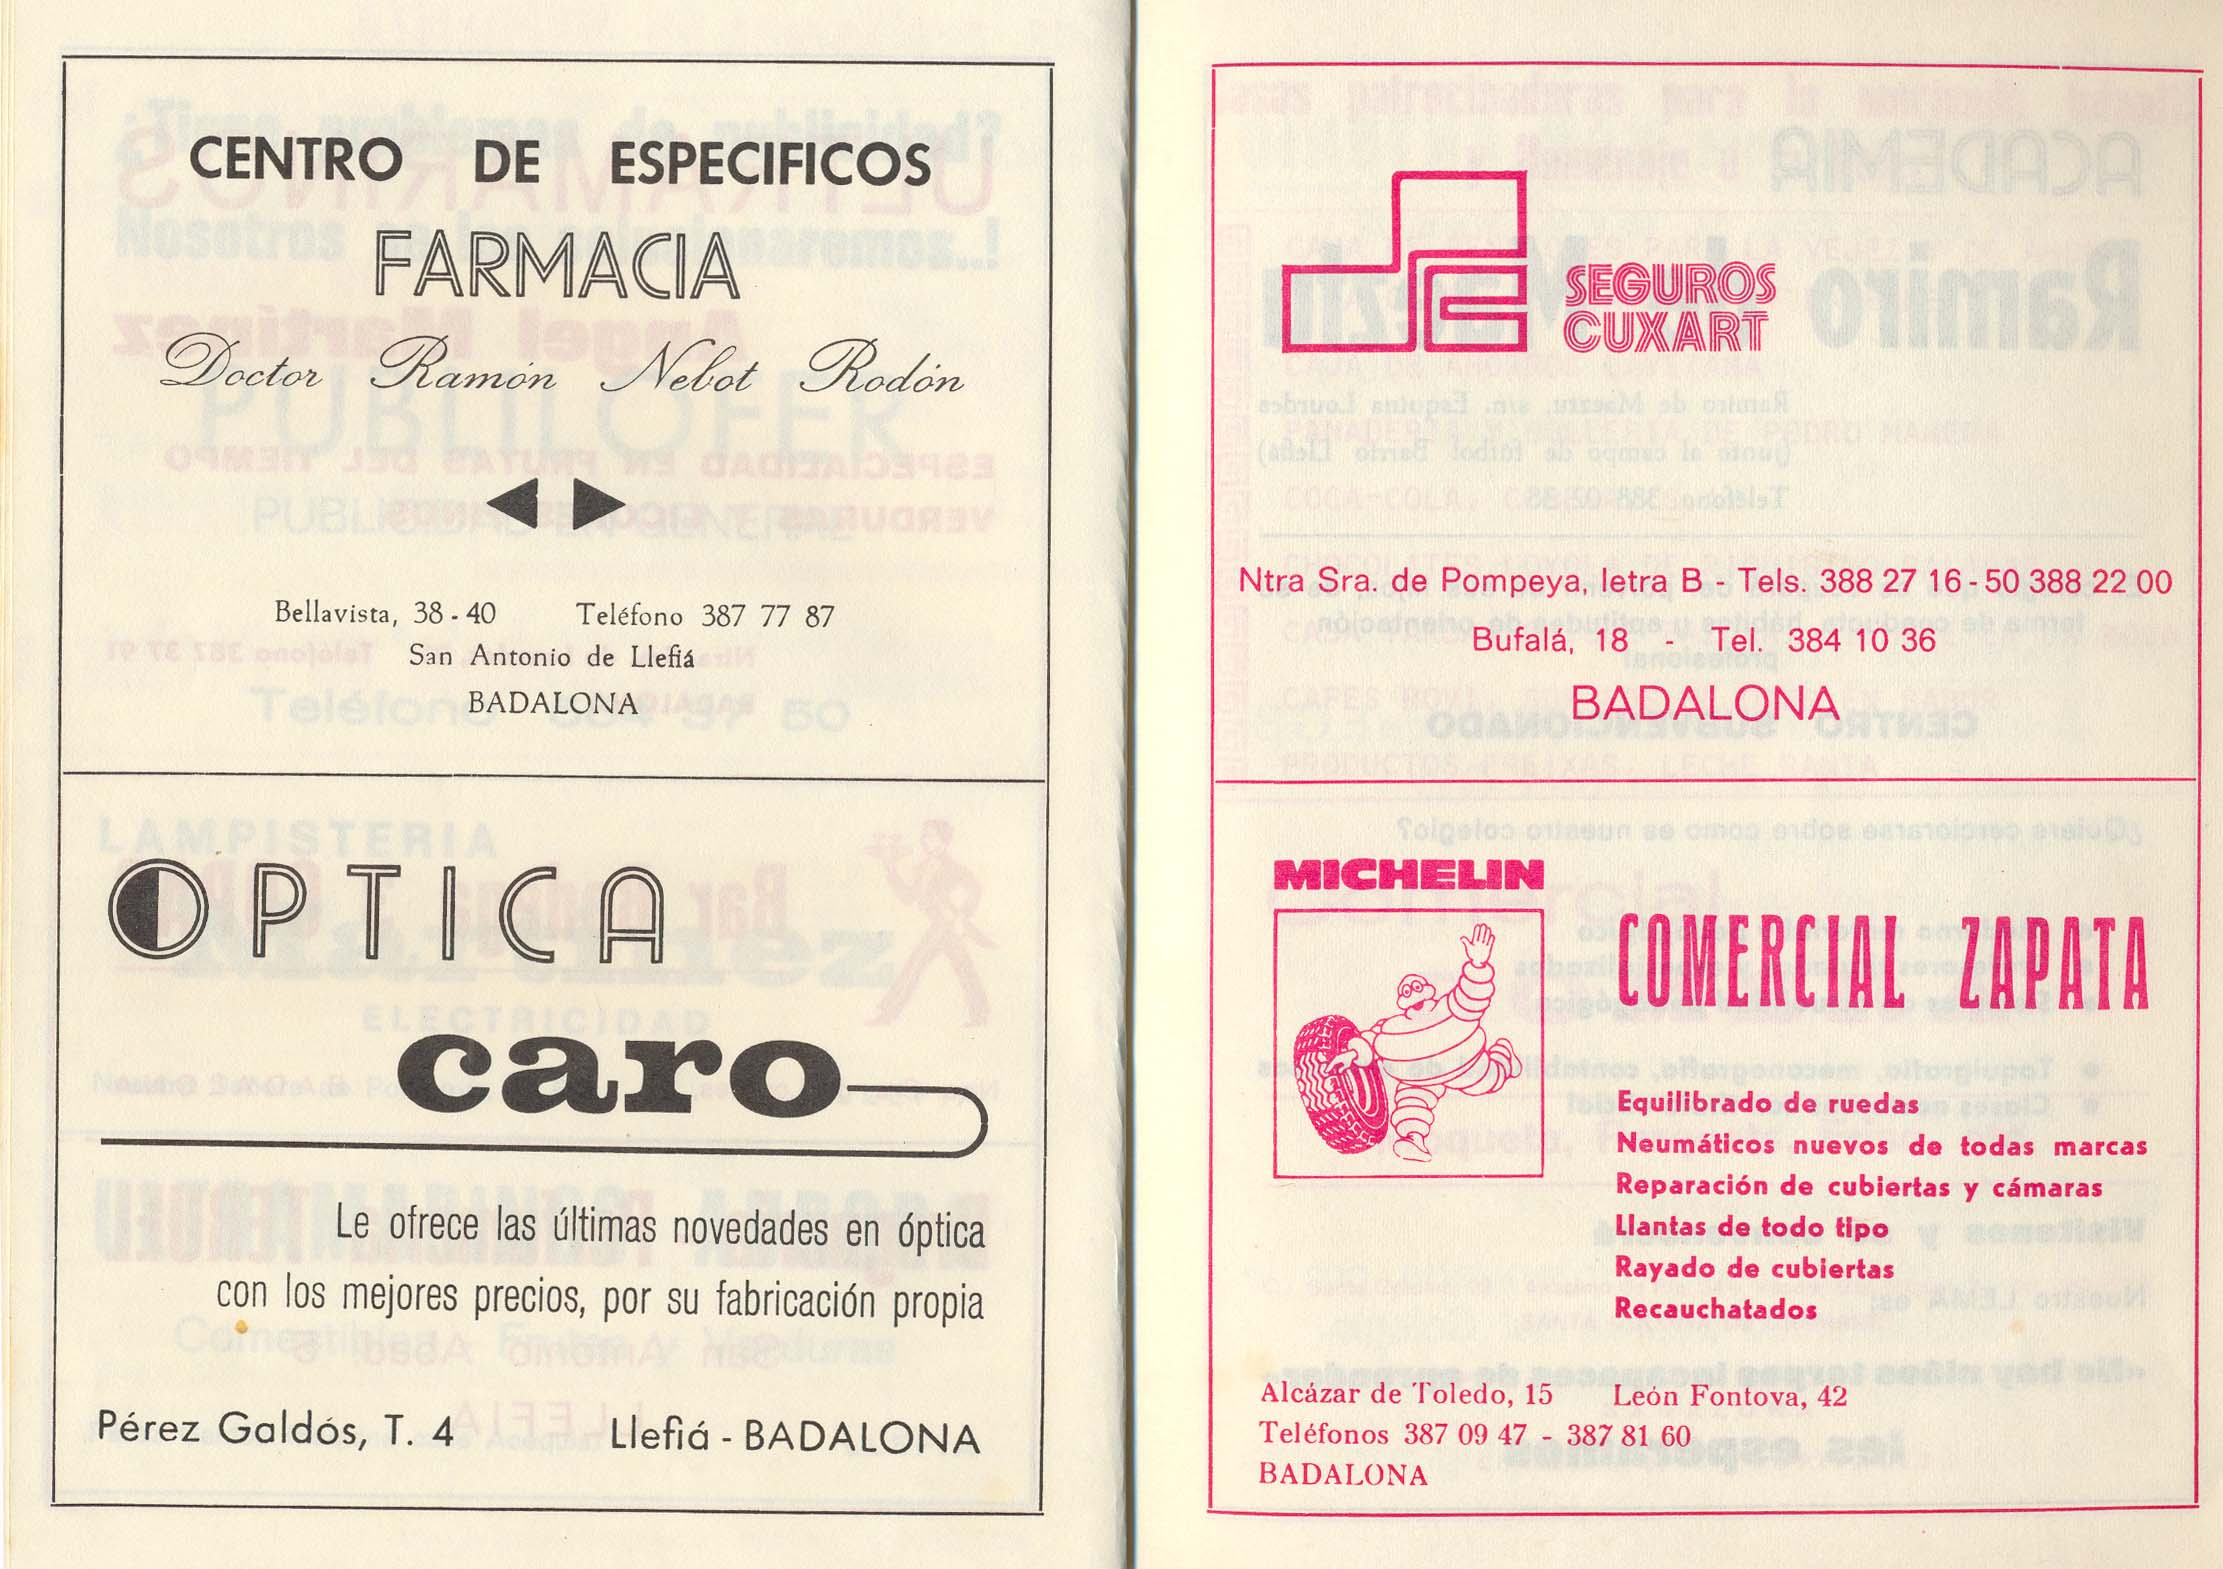 CENTRO DE ESPECIFICOS
FARMACIA
Doctor Ramón Nebot Rodón
Bellavista, 38 - 40 Teléfono 387 77 87
San Antonio de Llefiá
BADALONA
OPTICA
caro
Le ofrece las últimas novedades en óptica
con los mejores precios, por su fabricación propia
Pérez Galdós, T. 4 Llefiá - BADALONA
SEGUROS
CUXART
Ntra Sra. de Pompeya, letra B - Tels. 388 27 16 - 50 388 22 00
Bufalá, 18 - Tel. 384 10 36
BADALONA
MICHELIN
COMERCIAL ZAPATA
Equilibrado de ruedas
Neumáticos nuevos de todas marcas
Reparación de cubiertas y cámaras
Llantas de todo tipo
Rayado de cubiertas
Recauchatados
Alcázar de Toledo, 15 León Fontova, 42
Teléfonos 387 09 47 - 387 81 60
BADALONA